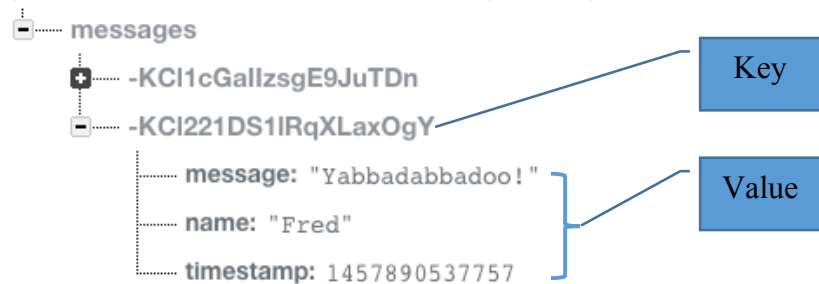 messages
-KCl1cGallzsgE9JuTDn
-KCl221DS1lRqXLaxOgY
message: "Yabbadabbadoo!"
name: "Fred"
timestamp: 1457890537757
Key
Value